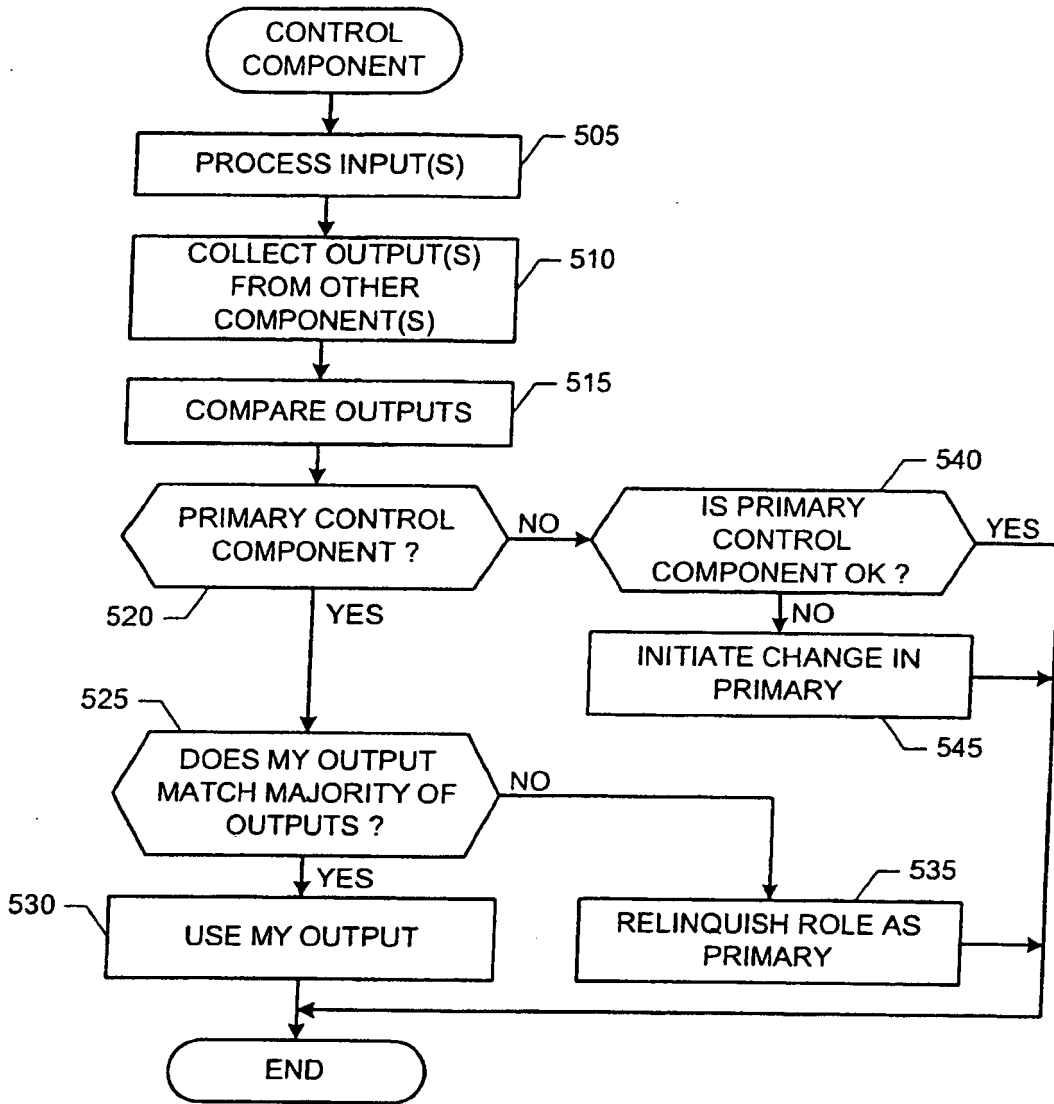 CONTROL
COMPONENT
505
PROCESS INPUT(S)
COLLECT OUTPUT(S)
FROM OTHER
COMPONENT(S)
510
515
COMPARE OUTPUTS
540
PRIMARY CONTROL
COMPONENT ?
NO
IS PRIMARY
CONTROL
COMPONENT OK ?
YES
520
YES
NO
INITIATE CHANGE IN
PRIMARY
545
525
DOES MY OUTPUT
MATCH MAJORITY OF
OUTPUTS ?
NO
YES
535
530
USE MY OUTPUT
RELINQUISH ROLE AS
PRIMARY
END